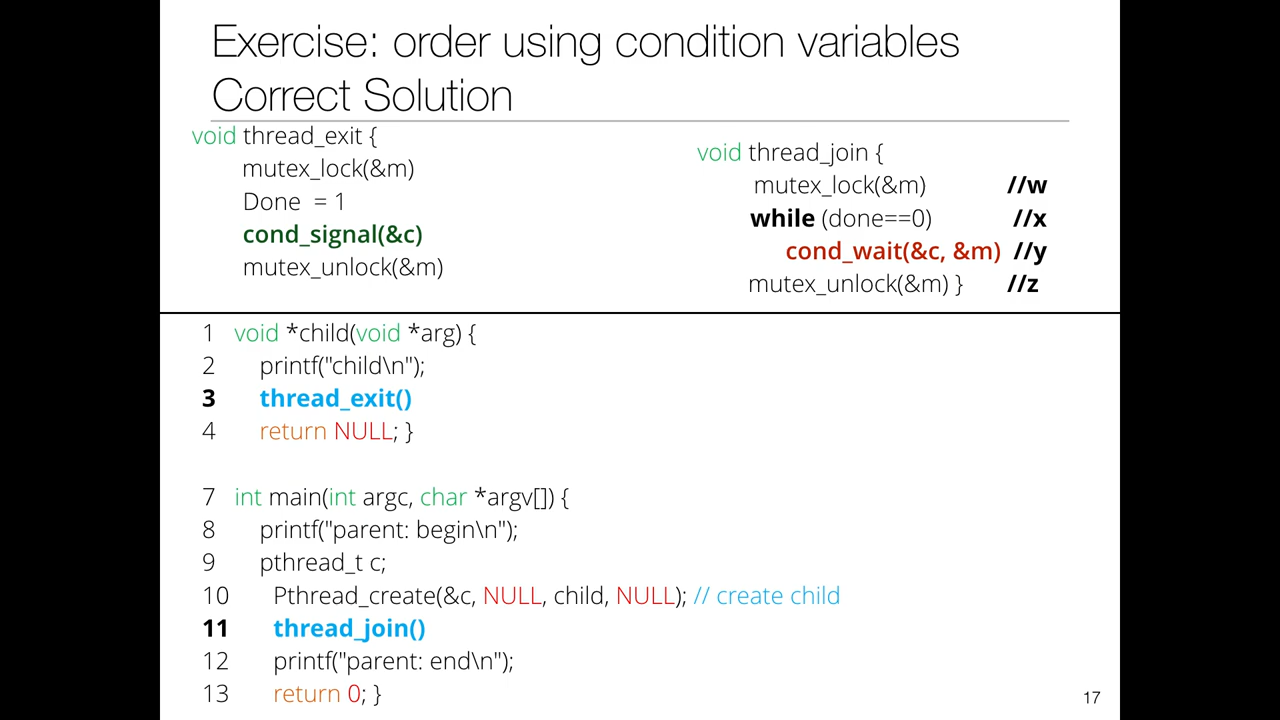 Exercise: order using condition variables
Correct Solution
void thread_exit {
mutex_lock(&m)
Done = 1
cond_signal(&c)
mutex_unlock(&m)
void thread_join {
mutex_lock(&m) //w
while (done==0) //x
cond_wait(&c, &m) //y
mutex_unlock(&m) } //z
1 void *child(void *arg) {
2 printf("child\n");
3 thread_exit()
4 return NULL; }
7 int main(int argc, char *argv[]) {
8 printf("parent: begin\n");
9 pthread_t c;
10 Pthread_create(&c, NULL, child, NULL); // create child
11 thread_join()
12 printf("parent: end\n");
13 return 0; }
17